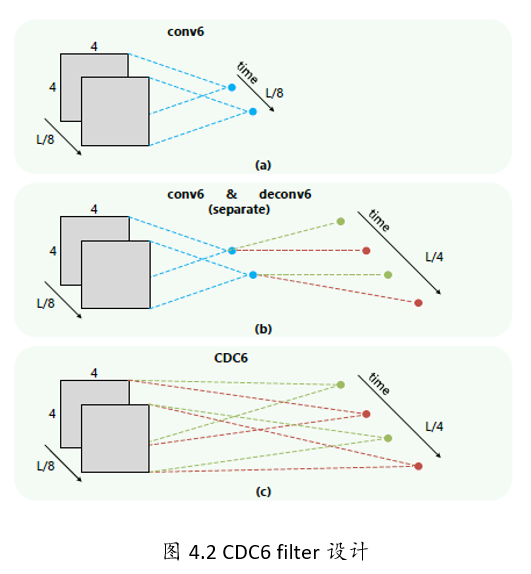 conv6
4
4
L/8
time
L/8
(a)
conv6 & deconv6
(separate)
4
4
L/8
time
L/4
(b)
CDC6
4
4
L/8
time
L/4
(c)
图 4.2 CDC6 filter 设计